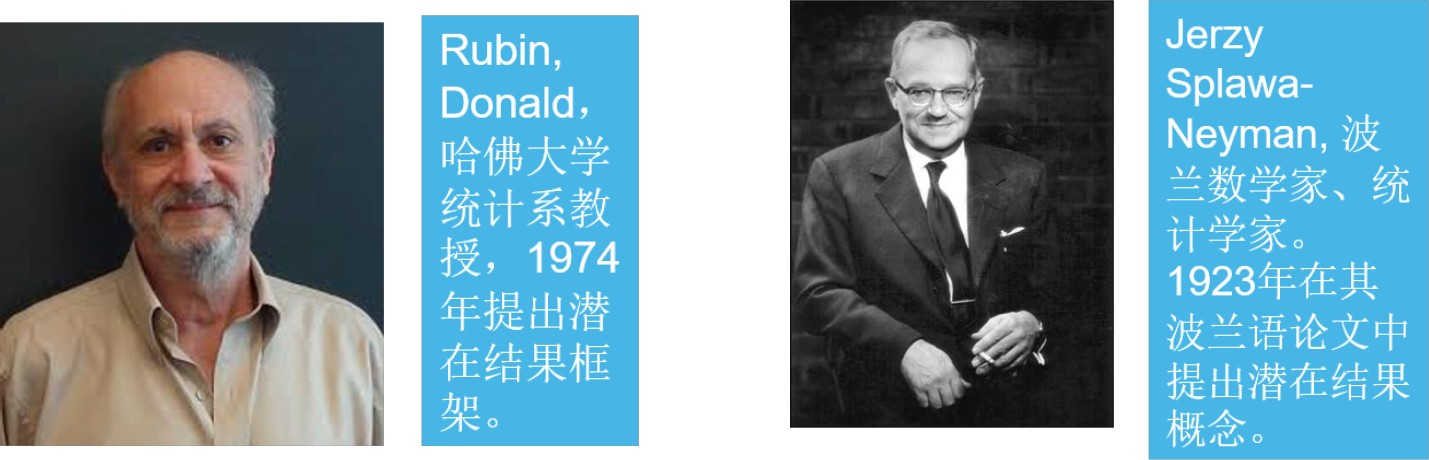 Rubin,
Donald，
哈佛大学
统计系教
授，1974
年提出潜
在结果框
架。
Jerzy
Splawa-
Neyman, 波
兰数学家、统
计学家。
1923年在其
波兰语论文中
提出潜在结果
概念。